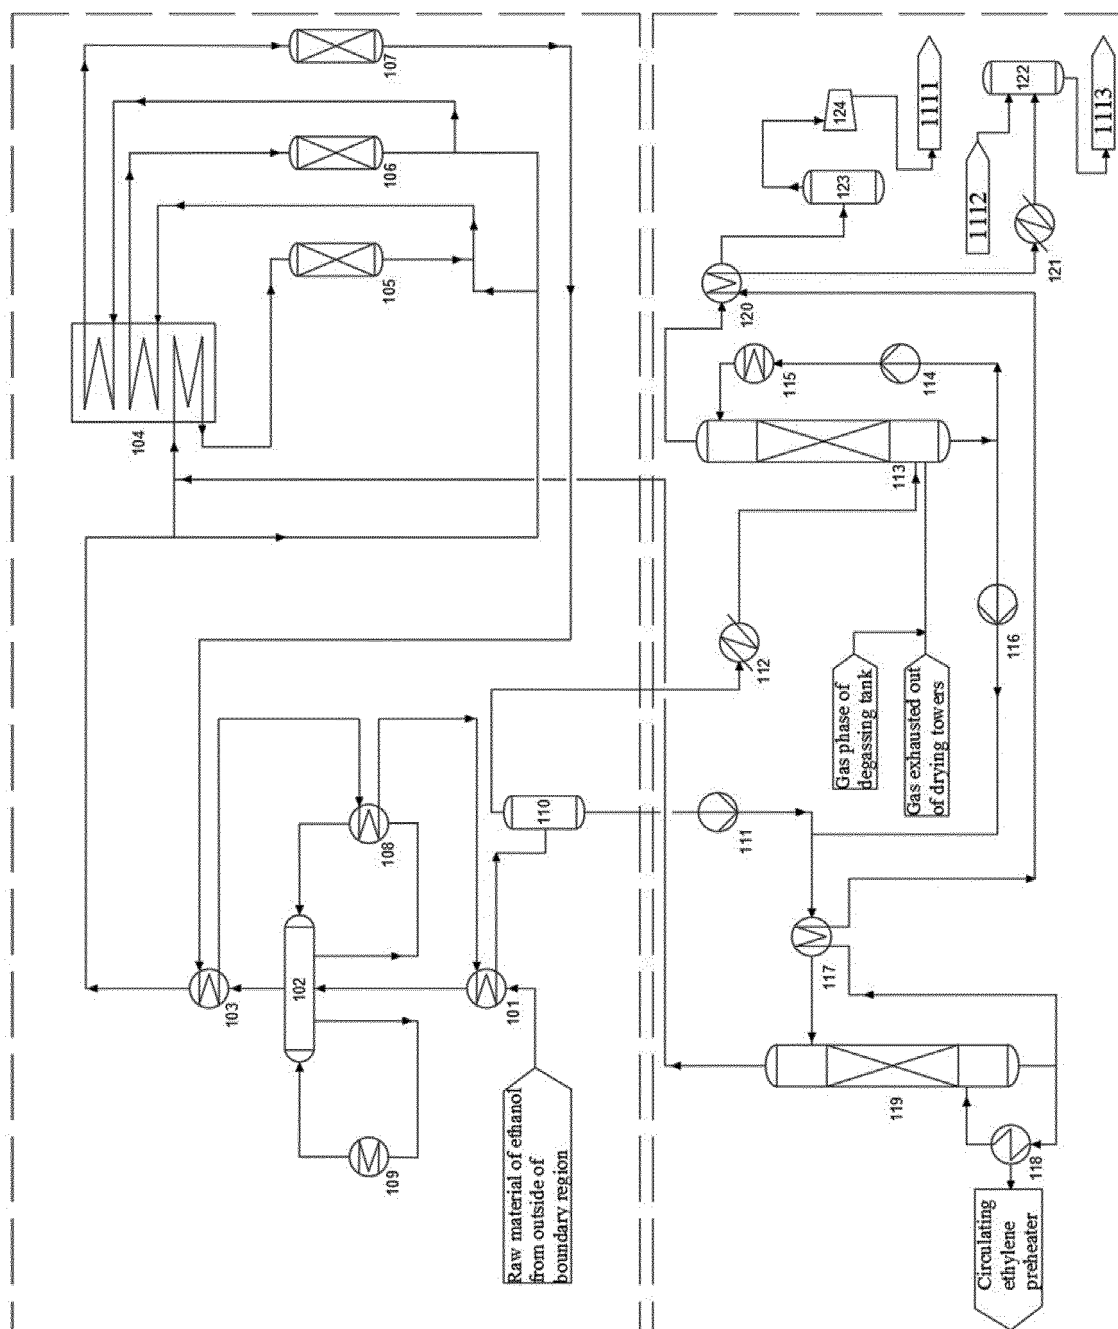 107
106
105
104
103
102
101
108
109
110
Raw material of ethanol
from outside of
boundary region
1111
124
123
122
1113
1112
121
120
115
114
113
112
116
Gas phase of
degassing tank
Gas exhausted out
of drying towers
111
117
119
118
Circulating
ethylene
preheater